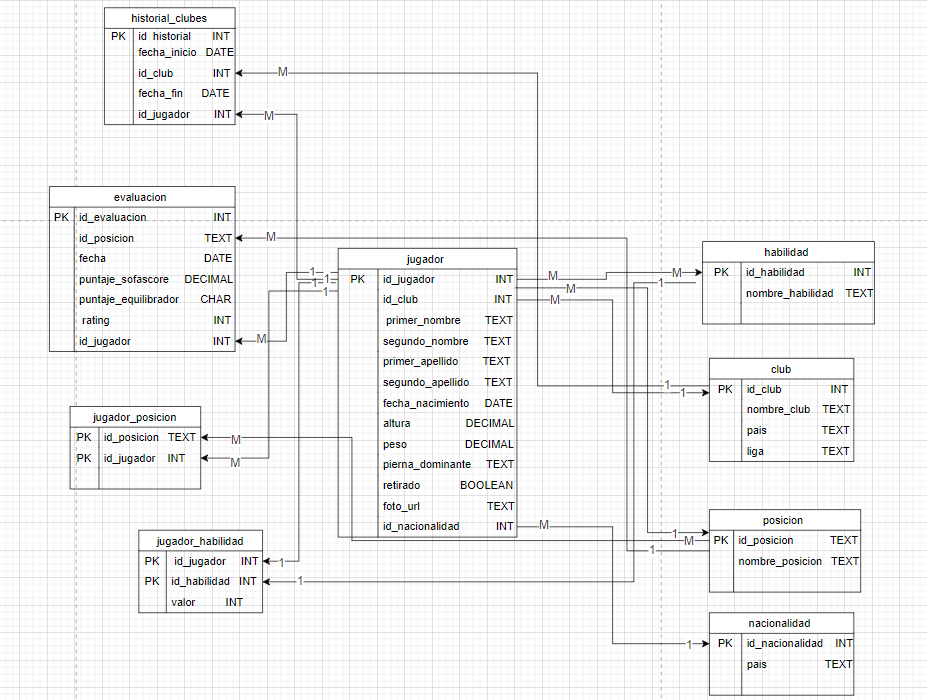 historial_clubes
PK id_historial INT
fecha_inicio DATE
id_club INT
fecha_fin DATE
id_jugador INT
M
M
evaluacion
PK id_evaluacion INT
id_posicion TEXT
fecha DATE
puntaje_sofascore DECIMAL
puntaje_equilibrador CHAR
rating INT
id_jugador INT
M
M
jugador_posicion
PK id_posicion TEXT
PK id_jugador INT
M
M
jugador_habilidad
PK id_jugador INT
PK id_habilidad INT
valor INT
1
1
1
1
1
1
jugador
PK id_jugador INT
id_club INT
primer_nombre TEXT
segundo_nombre TEXT
primer_apellido TEXT
segundo_apellido TEXT
fecha_nacimiento DATE
altura DECIMAL
peso DECIMAL
pierna_dominante TEXT
retirado BOOLEAN
foto_url TEXT
id_nacionalidad INT
M
M
M
M
habilidad
PK id_habilidad INT
nombre_habilidad TEXT
M
1
club
PK id_club INT
nombre_club TEXT
pais TEXT
liga TEXT
1
1
posicion
PK id_posicion TEXT
nombre_posicion TEXT
1
M
1
nacionalidad
PK id_nacionalidad INT
pais TEXT
1